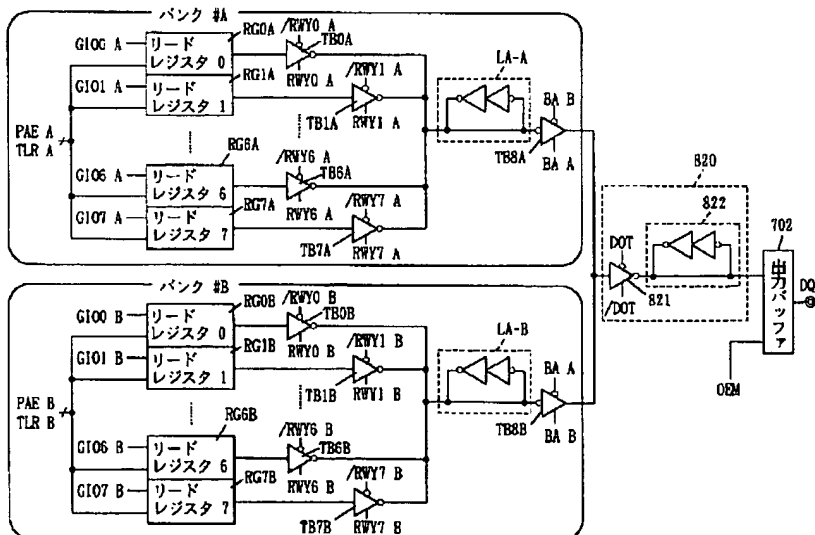 バンク #A
GIO0 A
リード
レジスタ 0
RG0A
/RWY0 A
TB0A
RWY0 A
GIO1 A
リード
レジスタ 1
RG1A
/RWY1 A
TB1A
RWY1 A
LA-A
BA B
TB8A
BA A
PAE A
TLR A
RG6A
GIO6 A
リード
レジスタ 6
/RWY6 A
TB6A
RWY6 A
GIO7 A
リード
レジスタ 7
RG7A
/RWY7 A
TB7A
RWY7 A
820
822
702
DOT
821
/DOT
出力バッファ
DQ
OEM
バンク #B
GIO0 B
リード
レジスタ 0
RG0B
/RWY0 B
TB0B
RWY0 B
GIO1 B
リード
レジスタ 1
RG1B
/RWY1 B
TB1B
RWY1 B
LA-B
BA A
TB8B
BA B
PAE B
TLR B
RG6B
GIO6 B
リード
レジスタ 6
/RWY6 B
TB6B
RWY6 B
GIO7 B
リード
レジスタ 7
RG7B
/RWY7 B
TB7B
RWY7 B